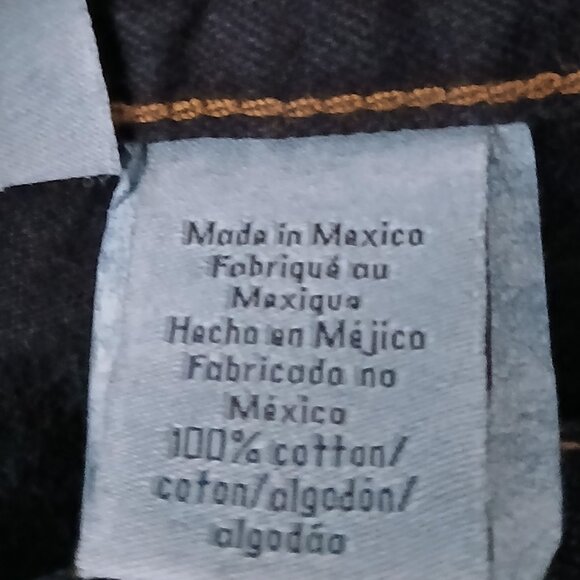 Made in Mexico
Fabriqué au
Mexique
Hecho en Méjico
Fabricado no
México
100% cotton/
coton/algodón/
algodão